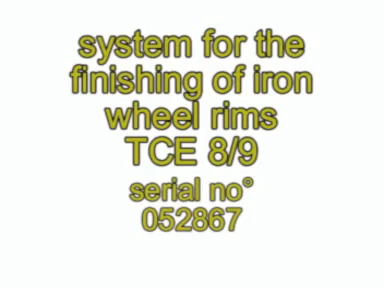 system for the
finishing of iron
wheel rims
TCE 8/9
serial no°
052867